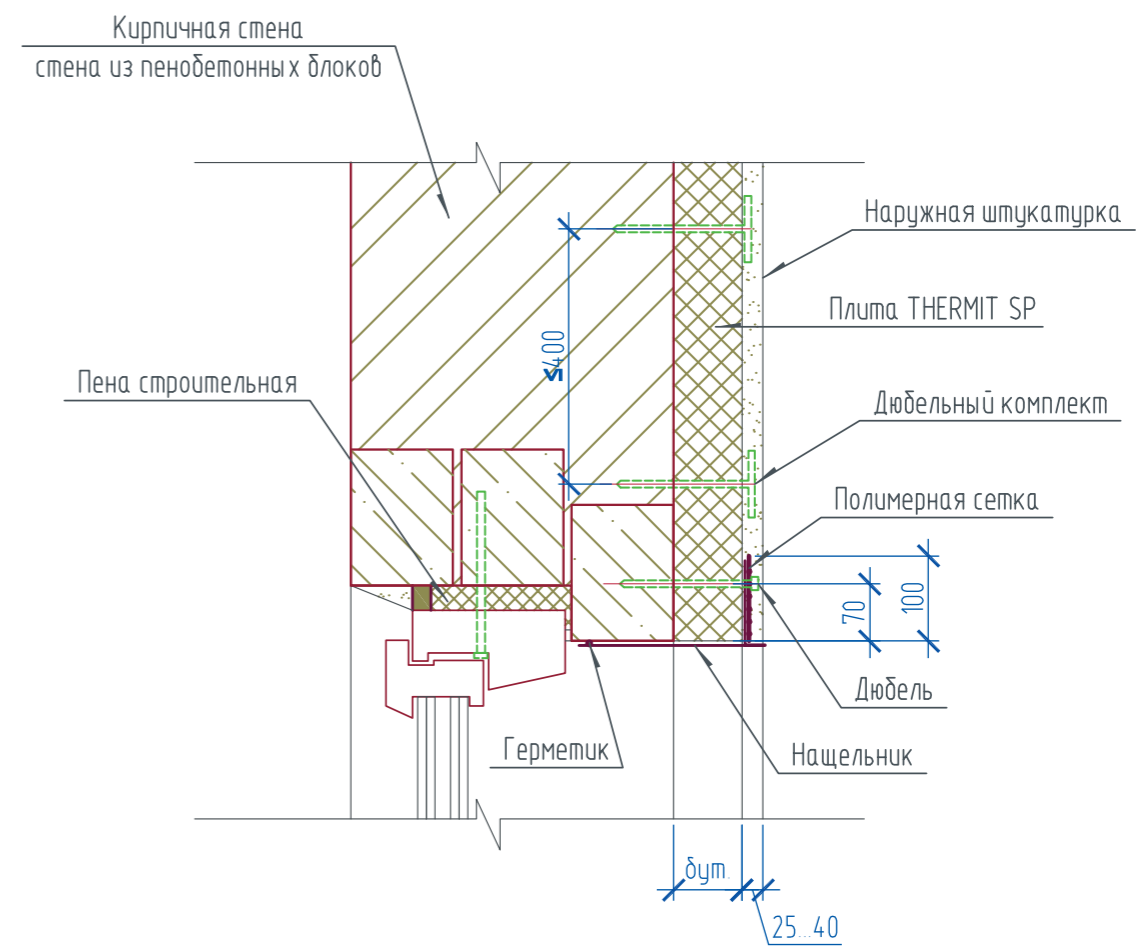 Кирпичная стена
стена из пенобетонных блоков
Наружная штукатурка
Плита THERMIT SP
≤400
Пена строительная
Дюбельный комплект
Полимерная сетка
70
100
Дюбель
Герметик
Нащельник
бут.
25...40